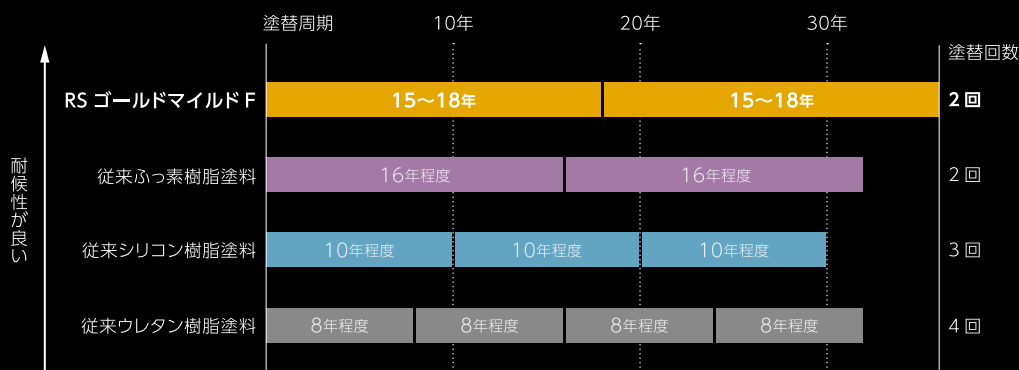 塗替周期 10年 20年 30年 塗替回数
RS ゴールドマイルド F 15～18年 15～18年 2回
従来ふっ素樹脂塗料 16年程度 16年程度 2回
従来シリコン樹脂塗料 10年程度 10年程度 10年程度 3回
従来ウレタン樹脂塗料 8年程度 8年程度 8年程度 8年程度 4回
耐候性が良い